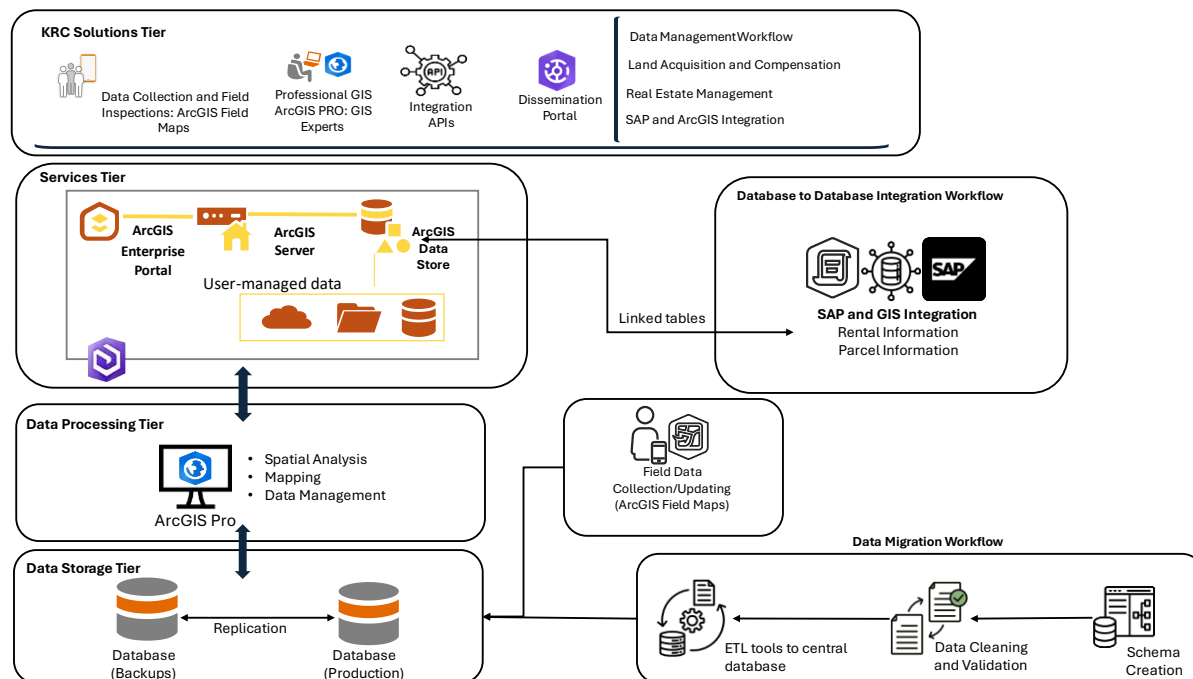 KRC Solutions Tier
Data Collection and Field
Inspections: ArcGIS Field
Maps
Professional GIS
ArcGIS PRO: GIS
Experts
API
Integration
APIs
Dissemination
Portal
Data ManagementWorkflow
Land Acquisition and Compensation
Real Estate Management
SAP and ArcGIS Integration
Services Tier
ArcGIS
Enterprise
Portal
ArcGIS
Server
ArcGIS
Data
Store
User-managed data
Linked tables
Database to Database Integration Workflow
SAP
SAP and GIS Integration
Rental Information
Parcel Information
Data Processing Tier
• Spatial Analysis
• Mapping
• Data Management
ArcGIS Pro
Field Data
Collection/Updating
(ArcGIS Field Maps)
Data Storage Tier
Replication
Database
(Backups)
Database
(Production)
Data Migration Workflow
ETL tools to central
database
Data Cleaning
and Validation
Schema
Creation